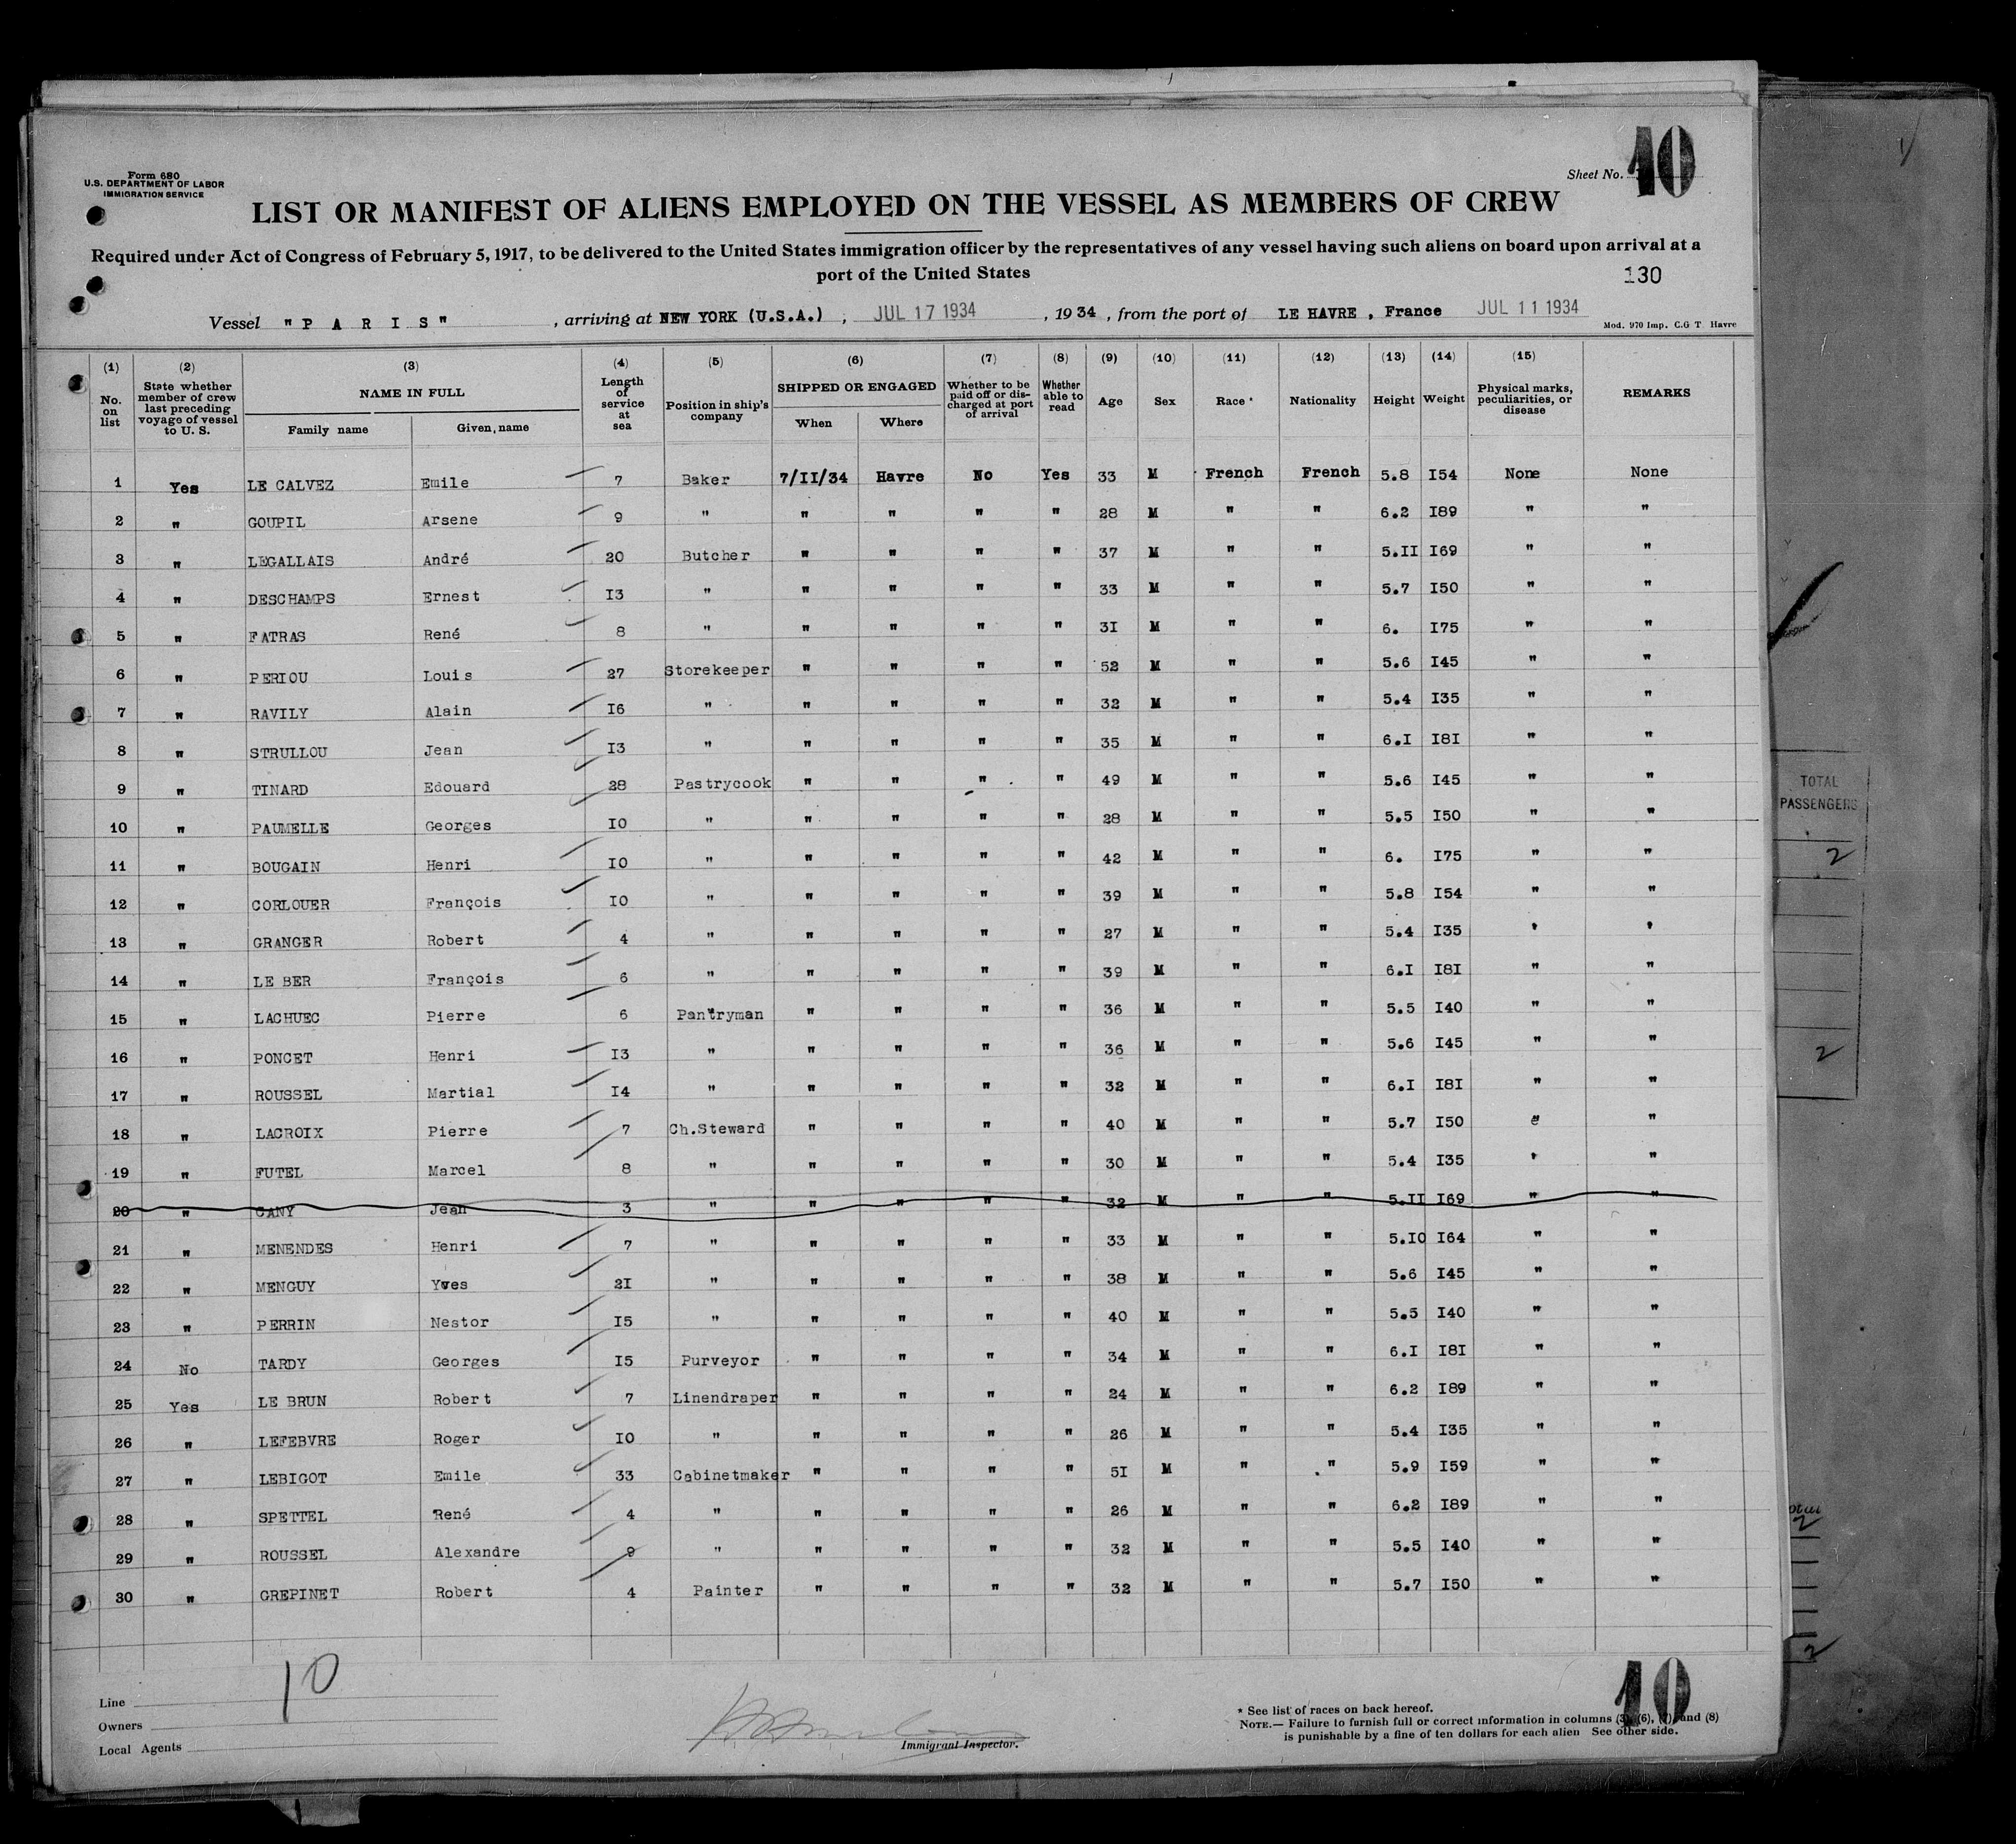 Form 680
U.S. DEPARTMENT OF LABOR
IMMIGRATION SERVICE
Sheet No. 10
LIST OR MANIFEST OF ALIENS EMPLOYED ON THE VESSEL AS MEMBERS OF CREW
Required under Act of Congress of February 5, 1917, to be delivered to the United States immigration officer by the representatives of any vessel having such aliens on board upon arrival at a
port of the United States
130
Vessel "P A R I S" , arriving at NEW YORK (U.S.A.) , JUL 17 1934 , 1934 , from the port of LE HAVRE , France JUL 11 1934
Mod. 970 Imp. C.G T Havre
(1) (2) (3) (4) (5) (6) (7) (8) (9) (10) (11) (12) (13) (14) (15)
No. on list State whether member of crew last preceding voyage of vessel to U. S. NAME IN FULL Family name Given name Length of service at sea Position in ship's company SHIPPED OR ENGAGED When Where Whether to be paid off or discharged at port of arrival Whether able to read Age Sex Race * Nationality Height Weight Physical marks, peculiarities, or disease REMARKS
1 Yes LE CALVEZ Emile 7 Baker 7/II/34 Havre No Yes 33 M French French 5.8 I54 None None
2 " GOUPIL Arsene 9 " " " " " 28 M " " 6.2 I89 " "
3 " LEGALLAIS André 20 Butcher " " " " 37 M " " 5.II I69 " "
4 " DESCHAMPS Ernest I3 " " " " " 33 M " " 5.7 I50 " "
5 " FATRAS René 8 " " " " " 3I M " " 6. I75 " "
6 " PERIOU Louis 27 Storekeeper " " " " 52 M " " 5.6 I45 " "
7 " RAVILY Alain I6 " " " " " 32 M " " 5.4 I35 " "
8 " STRULLOU Jean I3 " " " " " 35 M " " 6.I I8I " "
9 " TINARD Edouard 28 Pastrycook " " " " 49 M " " 5.6 I45 " "
10 " PAUMELLE Georges IO " " " " " 28 M " " 5.5 I50 " "
11 " BOUGAIN Henri IO " " " " " 42 M " " 6. I75 " "
12 " CORLOUER François IO " " " " " 39 M " " 5.8 I54 " "
13 " GRANGER Robert 4 " " " " " 27 M " " 5.4 I35 " "
14 " LE BER François 6 " " " " " 39 M " " 6.I I8I " "
15 " LACHUEC Pierre 6 Pantryman " " " " 36 M " " 5.5 I40 " "
16 " PONCET Henri I3 " " " " " 36 M " " 5.6 I45 " "
17 " ROUSSEL Martial I4 " " " " " 32 M " " 6.I I8I " "
18 " LACROIX Pierre 7 Ch.Steward " " " " 40 M " " 5.7 I50 " "
19 " FUTEL Marcel 8 " " " " " 30 M " " 5.4 I35 " "
20 " CANY Jean 3 " " " " " 32 M " " 5.II I69 " "
21 " MENENDES Henri 7 " " " " " 33 M " " 5.IO I64 " "
22 " MENGUY Yves 2I " " " " " 38 M " " 5.6 I45 " "
23 " PERRIN Nestor I5 " " " " " 40 M " " 5.5 I40 " "
24 No TARDY Georges I5 Purveyor " " " " 34 M " " 6.I I8I " "
25 Yes LE BRUN Robert 7 Linendraper " " " " 24 M " " 6.2 I89 " "
26 " LEFEBVRE Roger IO " " " " " 26 M " " 5.4 I35 " "
27 " LEBIGOT Emile 33 Cabinetmaker " " " " 5I M " " 5.9 I59 " "
28 " SPETTEL René 4 " " " " " 26 M " " 6.2 I89 " "
29 " ROUSSEL Alexandre 9 " " " " " 32 M " " 5.5 I40 " "
30 " GREPINET Robert 4 Painter " " " " 32 M " " 5.7 I50 " "
10
Line
Owners
Local Agents
Immigrant Inspector.
* See list of races on back hereof.
NOTE.— Failure to furnish full or correct information in columns (3), (6), (7), and (8)
is punishable by a fine of ten dollars for each alien See other side.
10
TOTAL
PASSENGERS
2
2
2
2